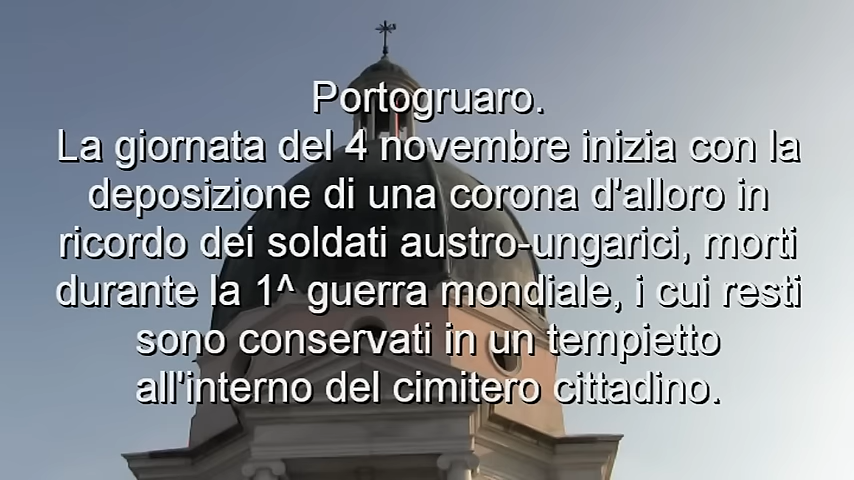 Portogruaro.
La giornata del 4 novembre inizia con la
deposizione di una corona d'alloro in
ricordo dei soldati austro-ungarici, morti
durante la 1^ guerra mondiale, i cui resti
sono conservati in un tempietto
all'interno del cimitero cittadino.